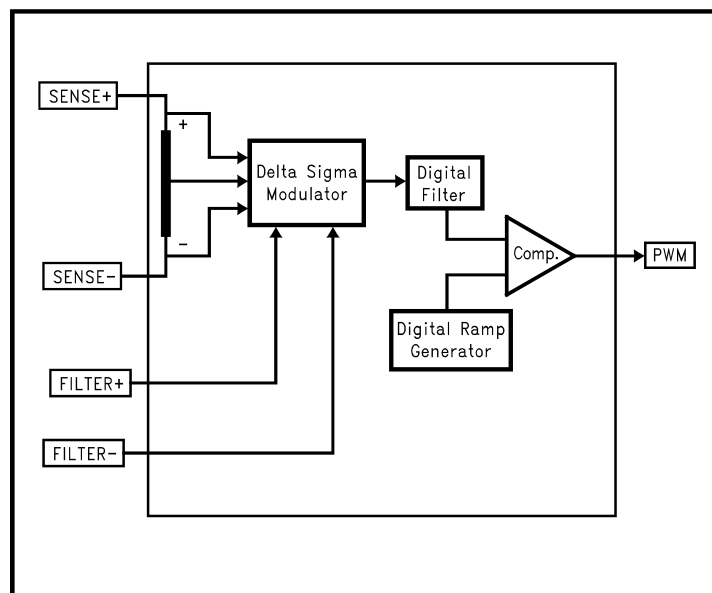 SENSE+
+
Delta Sigma
Modulator
Digital
Filter
-
Comp.
PWM
SENSE-
Digital Ramp
Generator
FILTER+
FILTER-